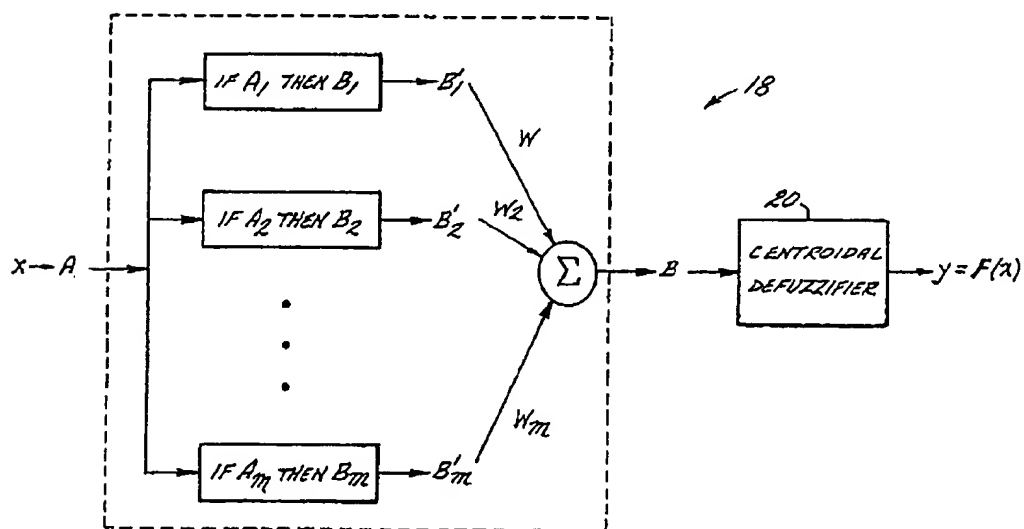 IF A₁ THEN B₁
B'₁
18
W
IF A₂ THEN B₂
B'₂
W2
20
X → A
Σ
B
CENTROIDAL
DEFUZZIFIER
y = F(x)
Wm
IF Am THEN Bm
B'm